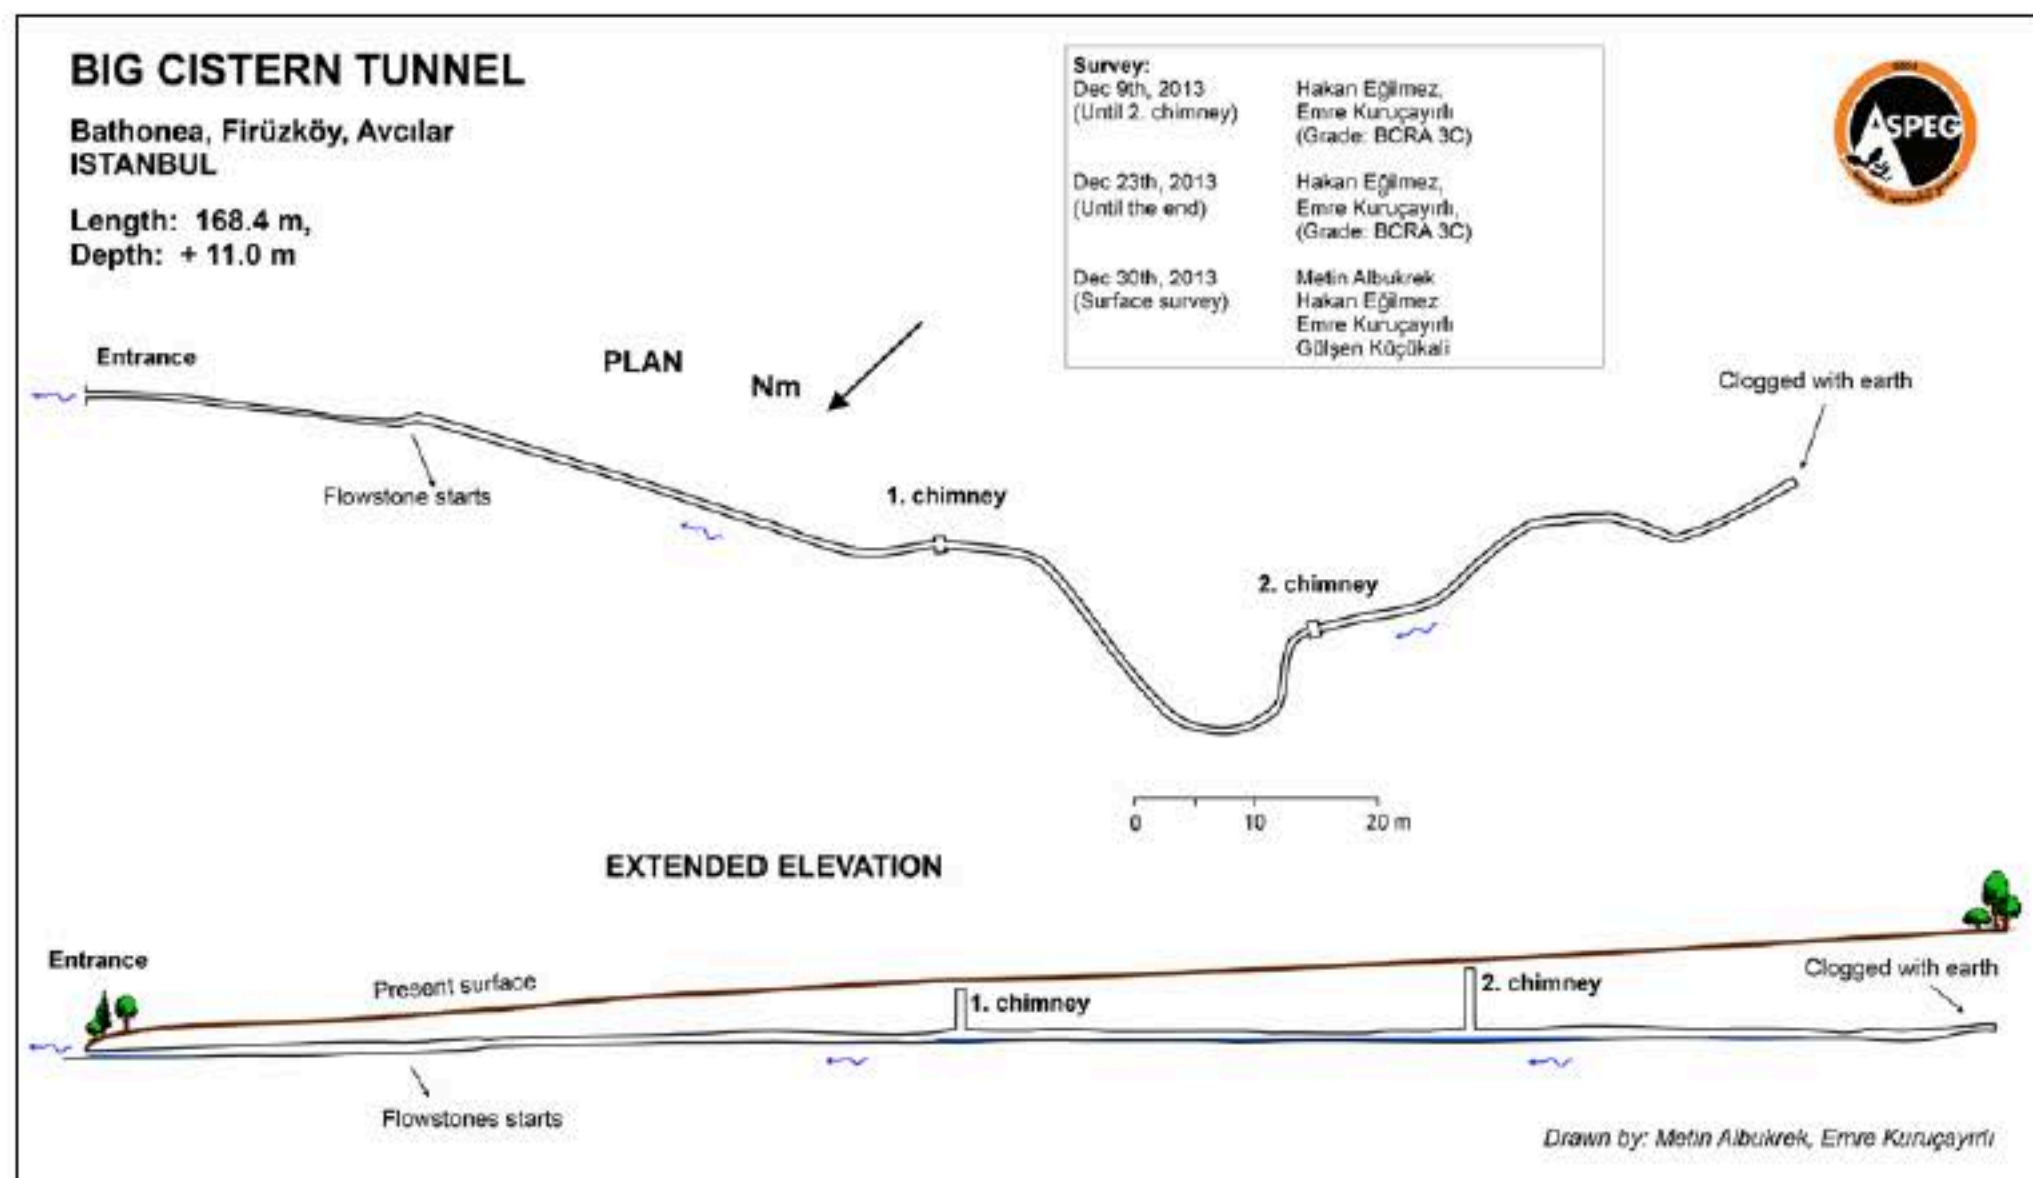 BIG CISTERN TUNNEL
Bathonea, Firüzköy, Avcılar
ISTANBUL
Length: 168.4 m,
Depth: + 11.0 m
Survey:
Dec 9th, 2013 Hakan Eğilmez,
(Until 2. chimney) Emre Kuruçayırlı
(Grade: BCRA 3C)
Dec 23th, 2013 Hakan Eğilmez,
(Until the end) Emre Kuruçayırlı,
(Grade: BCRA 3C)
Dec 30th, 2013 Metin Albukrek
(Surface survey) Hakan Eğilmez
Emre Kuruçayırlı
Gülşen Küçükali
ASPEG
Entrance
PLAN
Nm
Clogged with earth
Flowstone starts
1. chimney
2. chimney
0 10 20 m
EXTENDED ELEVATION
Entrance
Present surface
1. chimney
2. chimney
Clogged with earth
Flowstones starts
Drawn by: Metin Albukrek, Emre Kuruçayırlı